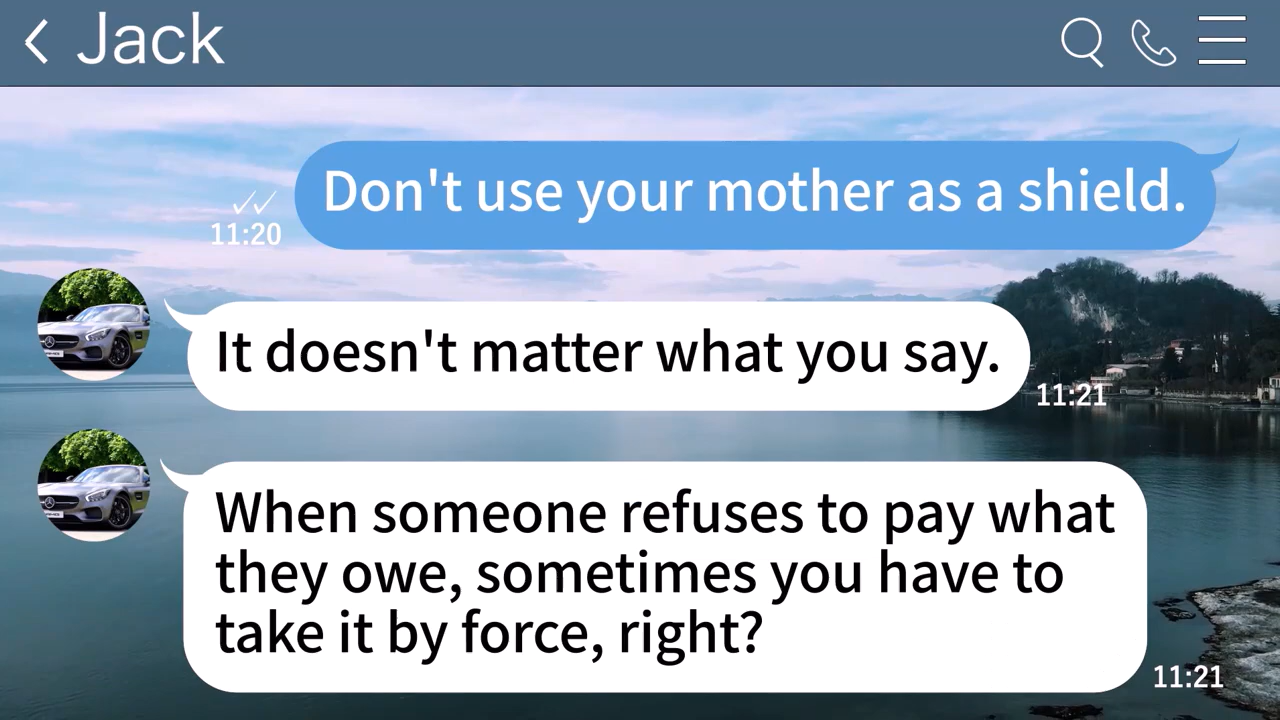 Jack
Don't use your mother as a shield.
11:20
It doesn't matter what you say.
11:21
When someone refuses to pay what
they owe, sometimes you have to
take it by force, right?
11:21